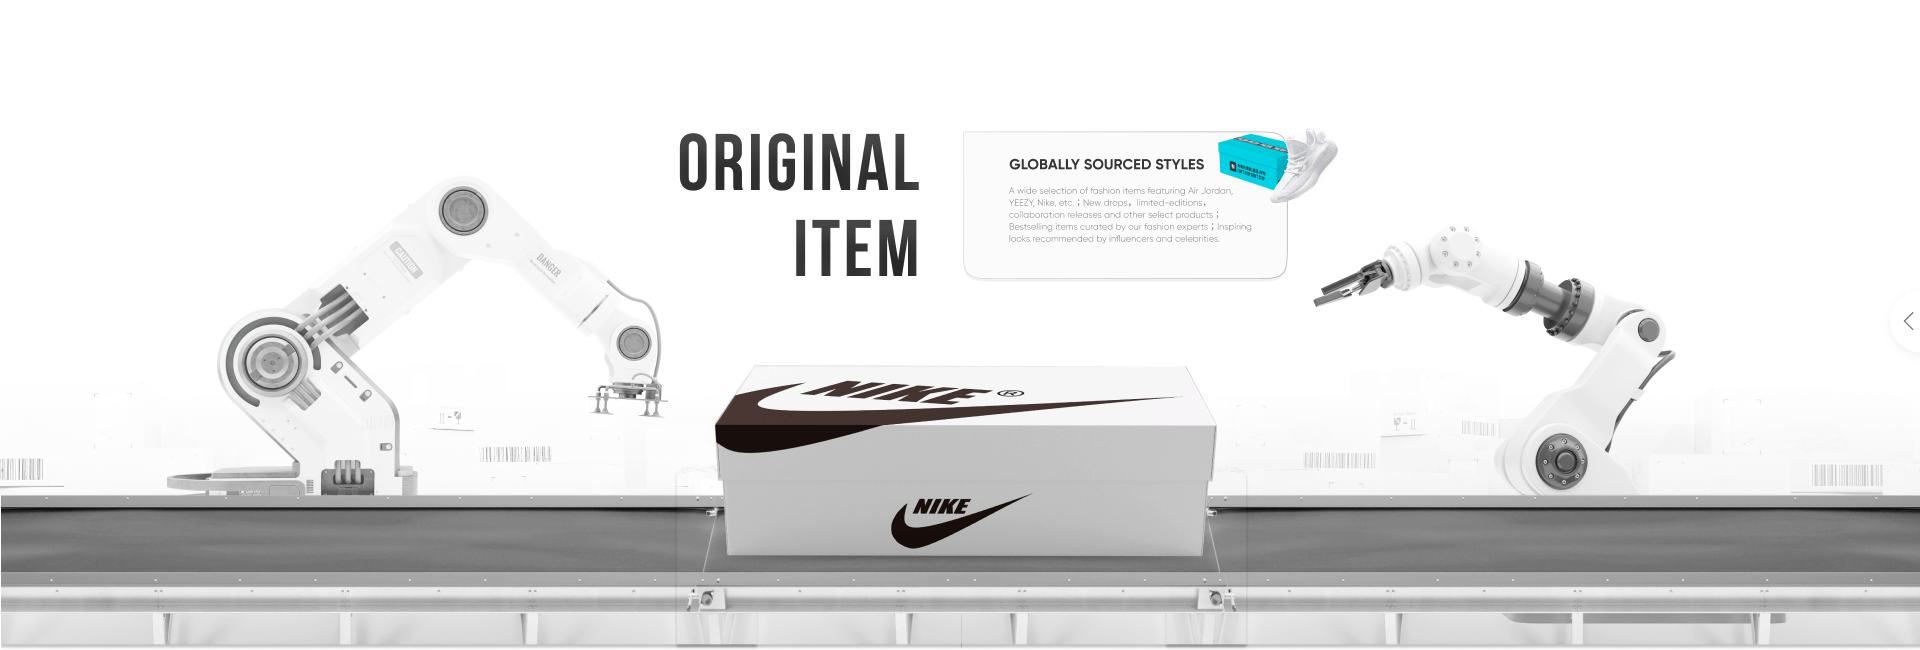 ORIGINAL
ITEM
GLOBALLY SOURCED STYLES
A wide selection of fashion items featuring Air Jordan,
YEEZY, Nike, etc. ; New drops, limited-editions,
collaboration releases and other select products ;
Bestselling items curated by our fashion experts ; Inspiring
looks recommended by influencers and celebrities.
CAUTION
DANGER
NIKE ®
NIKE